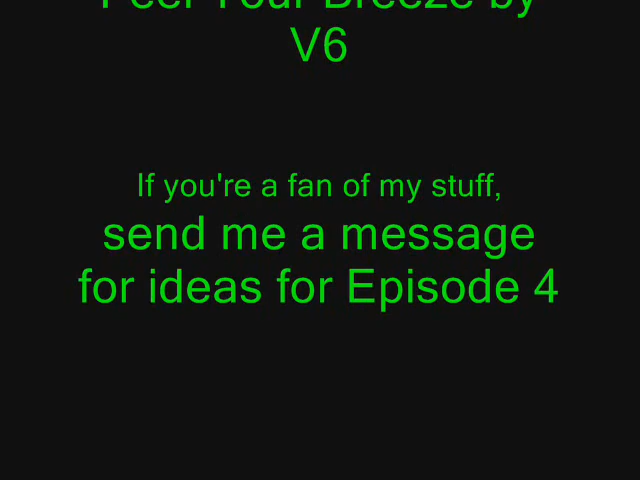 Feel Your Breeze by
V6
If you're a fan of my stuff,
send me a message
for ideas for Episode 4